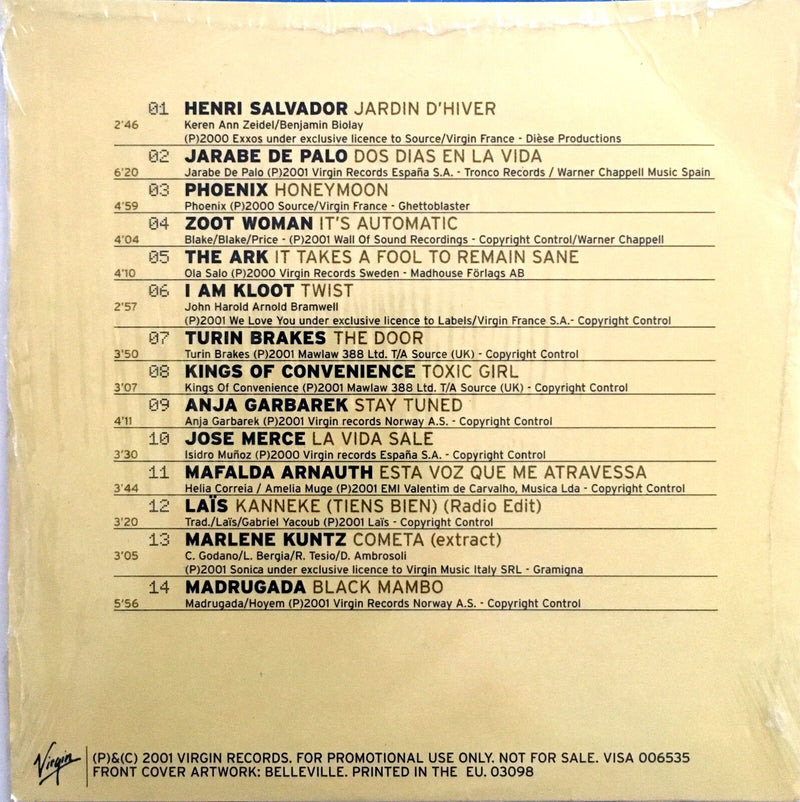 01 HENRI SALVADOR JARDIN D'HIVER
2'46 Keren Ann Zeidel/Benjamin Biolay
(P)2000 Exxos under exclusive licence to Source/Virgin France - Dièse Productions
02 JARABE DE PALO DOS DIAS EN LA VIDA
6'20 Jarabe De Palo (P)2001 Virgin Records España S.A. - Tronco Records / Warner Chappell Music Spain
03 PHOENIX HONEYMOON
4'59 Phoenix (P)2000 Source/Virgin France - Ghettoblaster
04 ZOOT WOMAN IT'S AUTOMATIC
4'04 Blake/Blake/Price - (P)2001 Wall Of Sound Recordings - Copyright Control/Warner Chappell
05 THE ARK IT TAKES A FOOL TO REMAIN SANE
4'10 Ola Salo (P)2000 Virgin Records Sweden - Madhouse Förlags AB
06 I AM KLOOT TWIST
2'57 John Harold Arnold Bramwell
(P)2001 We Love You under exclusive licence to Labels/Virgin France S.A.- Copyright Control
07 TURIN BRAKES THE DOOR
3'50 Turin Brakes (P)2001 Mawlaw 388 Ltd. T/A Source (UK) - Copyright Control
08 KINGS OF CONVENIENCE TOXIC GIRL
3'07 Kings Of Convenience (P)2001 Mawlaw 388 Ltd. T/A Source (UK) - Copyright Control
09 ANJA GARBAREK STAY TUNED
4'11 Anja Garbarek (P)2001 Virgin records Norway A.S. - Copyright Control
10 JOSE MERCE LA VIDA SALE
3'30 Isidro Muñoz (P)2000 Virgin records España S.A. - Copyright Control
11 MAFALDA ARNAUTH ESTA VOZ QUE ME ATRAVESSA
3'44 Helia Correia / Amelia Muge (P)2001 EMI Valentim de Carvalho, Musica Lda - Copyright Control
12 LAÏS KANNEKE (TIENS BIEN) (Radio Edit)
3'20 Trad./Laïs/Gabriel Yacoub (P)2001 Laïs - Copyright Control
13 MARLENE KUNTZ COMETA (extract)
3'05 C. Godano/L. Bergia/R. Tesio/D. Ambrosoli
(P)2001 Sonica under exclusive licence to Virgin Music Italy SRL - Gramigna
14 MADRUGADA BLACK MAMBO
5'56 Madrugada/Hoyem (P)2001 Virgin Records Norway A.S. - Copyright Control
Virgin
(P)&(C) 2001 VIRGIN RECORDS. FOR PROMOTIONAL USE ONLY. NOT FOR SALE. VISA 006535
FRONT COVER ARTWORK: BELLEVILLE. PRINTED IN THE EU. 03098